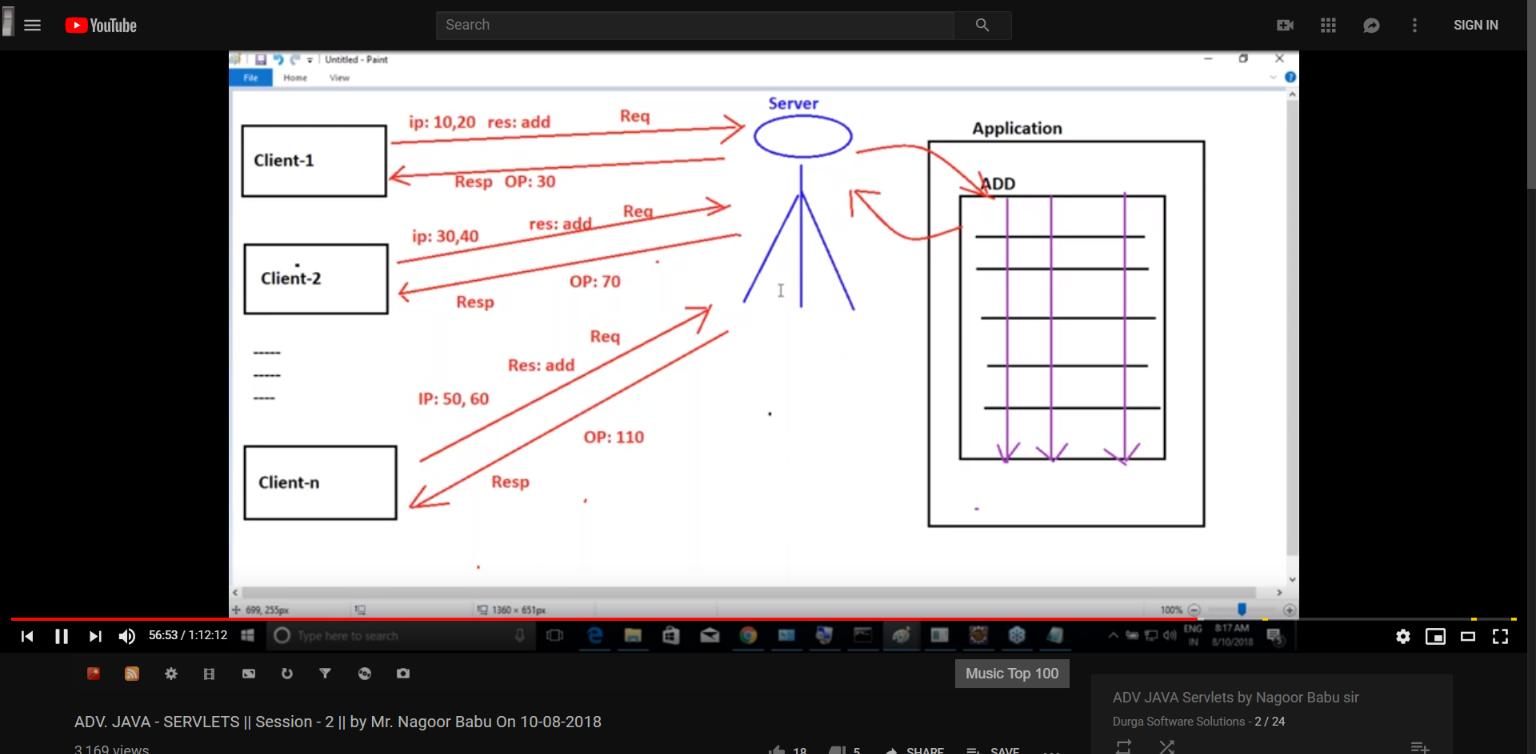 YouTube
Search
SIGN IN
Untitled - Paint
File Home View
Server
ip: 10,20 res: add Req
Application
Client-1
Resp OP: 30
ADD
Req
res: add
ip: 30,40
Client-2
OP: 70
Resp
Req
Res: add
IP: 50, 60
OP: 110
Client-n
Resp
699, 255px
1360 × 651px
100%
56:53 / 1:12:12
Type here to search
ENG
IN
8:17 AM
8/10/2018
Music Top 100
ADV. JAVA - SERVLETS || Session - 2 || by Mr. Nagoor Babu On 10-08-2018
3,169 views
18
5
SHARE
SAVE
ADV JAVA Servlets by Nagoor Babu sir
Durga Software Solutions - 2 / 24